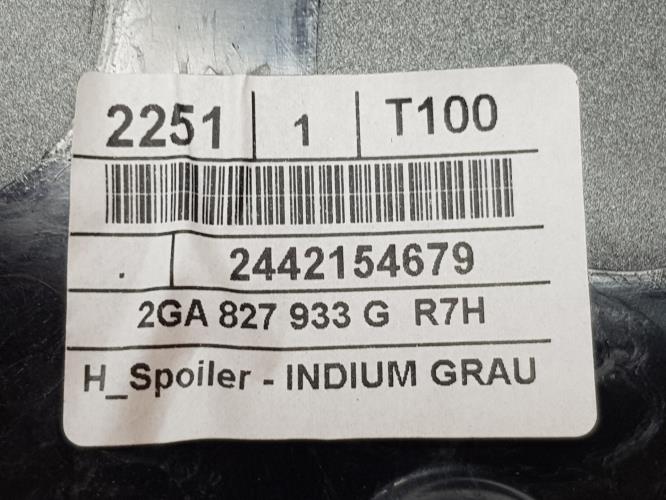 2251 1 T100
. 2442154679
2GA 827 933 G R7H
H_Spoiler - INDIUM GRAU